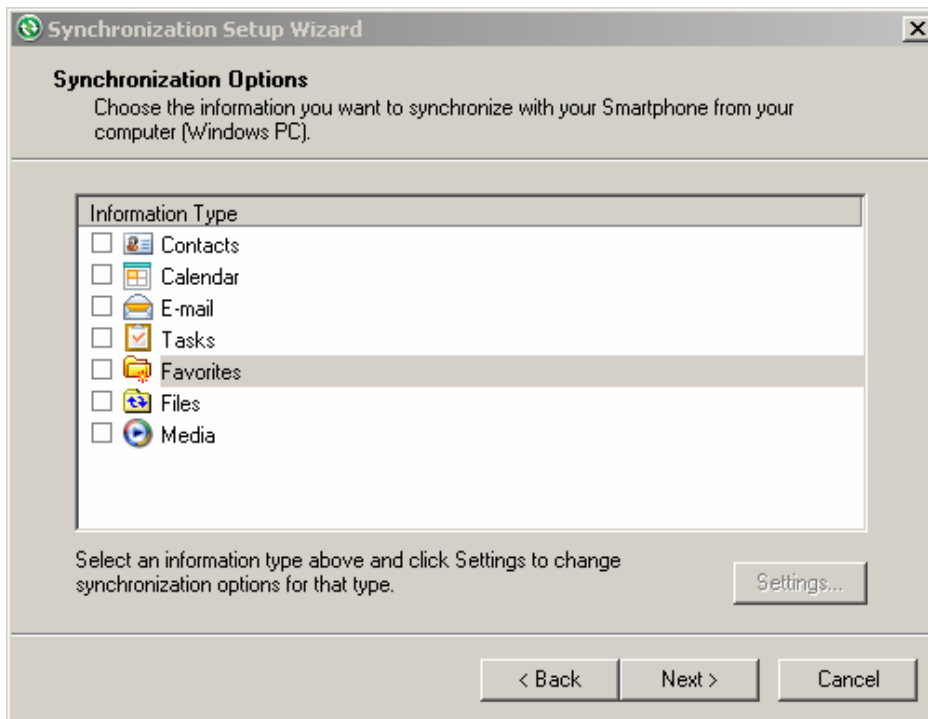 Synchronization Setup Wizard
Synchronization Options
Choose the information you want to synchronize with your Smartphone from your
computer (Windows PC).
Information Type
Contacts
Calendar
E-mail
Tasks
Favorites
Files
Media
Select an information type above and click Settings to change
synchronization options for that type.
Settings...
< Back
Next >
Cancel